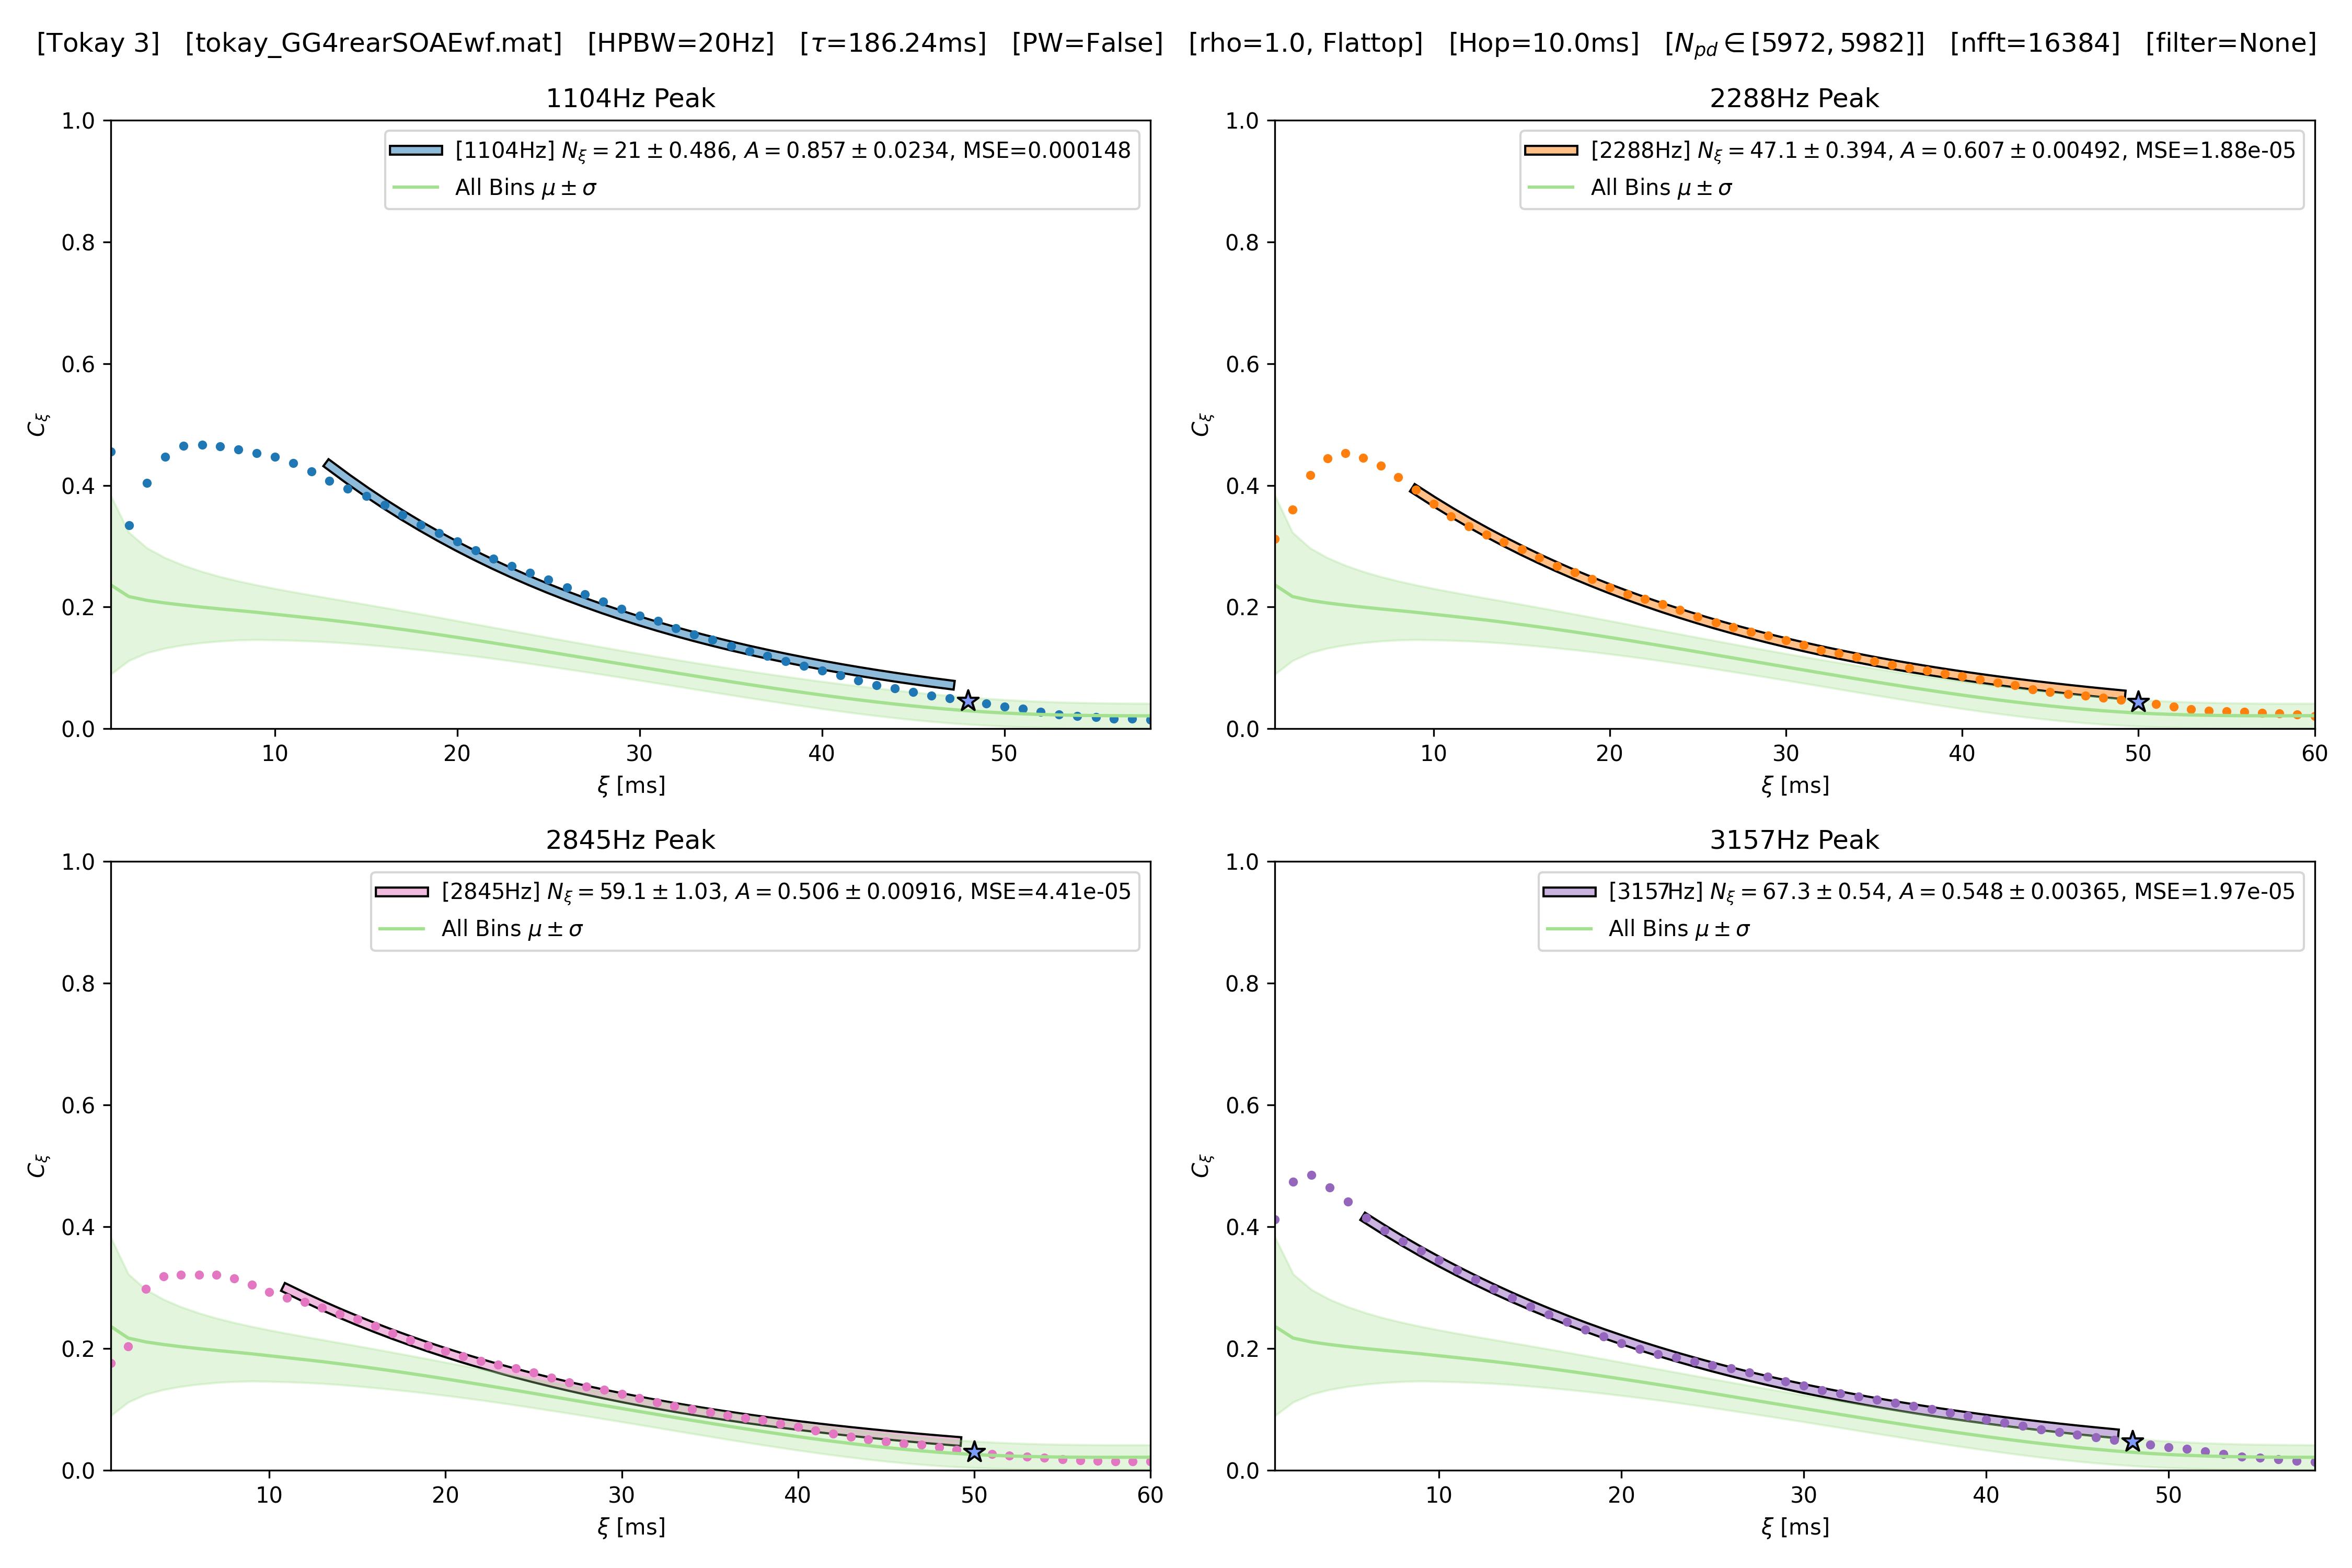 [Tokay 3] [tokay_GG4rearSOAEwf.mat] [HPBW=20Hz] [τ=186.24ms] [PW=False] [rho=1.0, Flattop] [Hop=10.0ms] [N_pd ∈ [5972, 5982]] [nfft=16384] [filter=None]
1104Hz Peak
[1104Hz] N_ξ = 21 ± 0.486, A = 0.857 ± 0.0234, MSE=0.000148
All Bins μ ± σ
1.0
0.8
0.6
0.4
0.2
0.0
C_ξ
10 20 30 40 50
ξ [ms]
2288Hz Peak
[2288Hz] N_ξ = 47.1 ± 0.394, A = 0.607 ± 0.00492, MSE=1.88e-05
All Bins μ ± σ
1.0
0.8
0.6
0.4
0.2
0.0
C_ξ
10 20 30 40 50 60
ξ [ms]
2845Hz Peak
[2845Hz] N_ξ = 59.1 ± 1.03, A = 0.506 ± 0.00916, MSE=4.41e-05
All Bins μ ± σ
1.0
0.8
0.6
0.4
0.2
0.0
C_ξ
10 20 30 40 50 60
ξ [ms]
3157Hz Peak
[3157Hz] N_ξ = 67.3 ± 0.54, A = 0.548 ± 0.00365, MSE=1.97e-05
All Bins μ ± σ
1.0
0.8
0.6
0.4
0.2
0.0
C_ξ
10 20 30 40 50
ξ [ms]